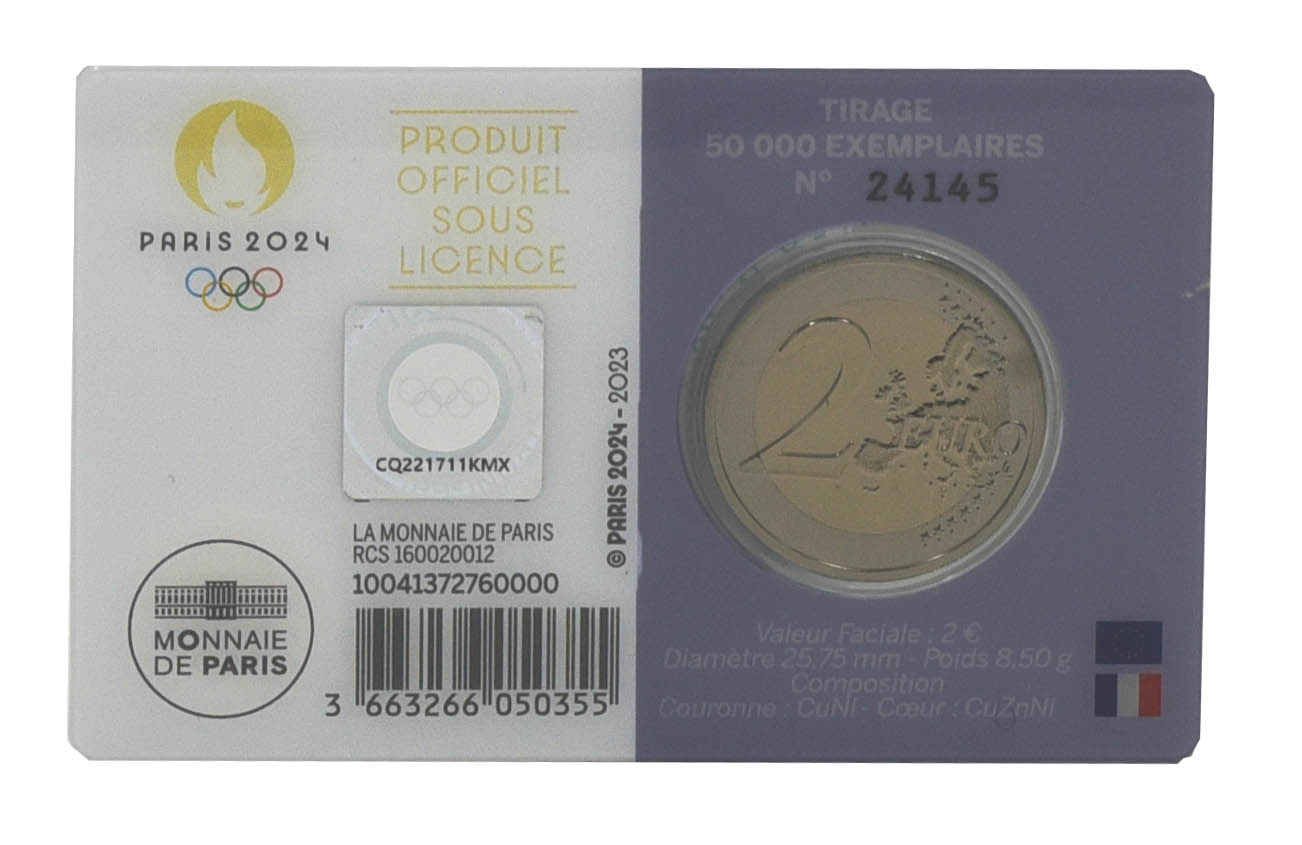 PARIS 2024
PRODUIT
OFFICIEL
SOUS
LICENCE
CQ221711KMX
© PARIS 2024 - 2023
LA MONNAIE DE PARIS
RCS 160020012
10041372760000
3 663266 050355
MONNAIE
DE PARIS
TIRAGE
50 000 EXEMPLAIRES
N° 24145
2 EURO
Valeur Faciale : 2 €
Diamètre 25,75 mm - Poids 8,50 g
Composition
Couronne : CuNi - Cœur : CuZnNi